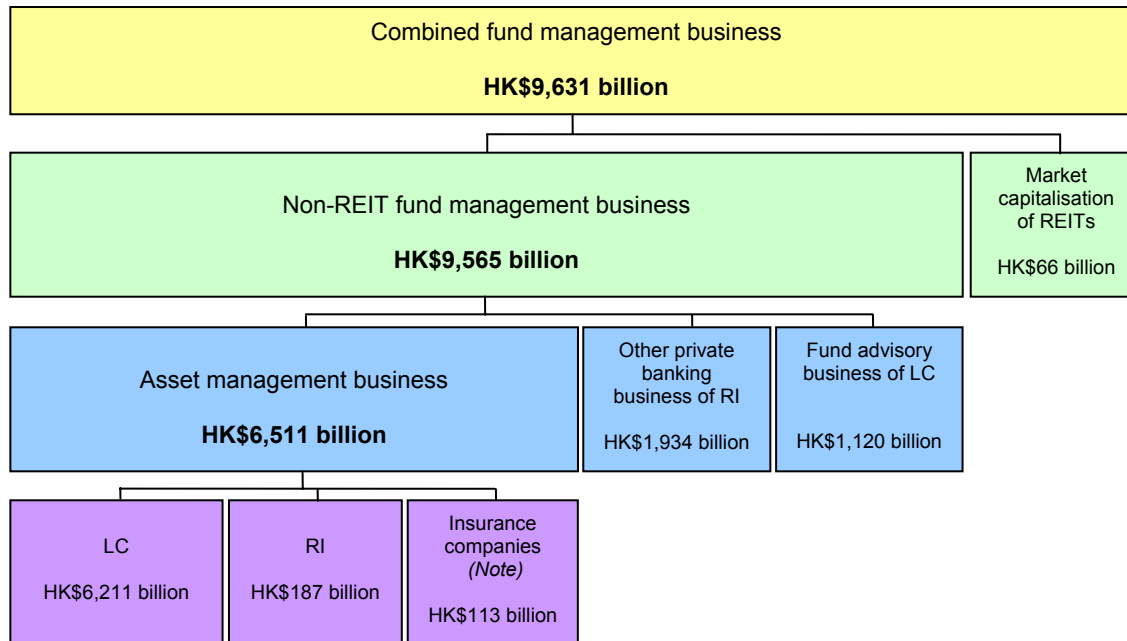 Combined fund management business
HK$9,631 billion
Non-REIT fund management business
HK$9,565 billion
Market
capitalisation
of REITs
HK$66 billion
Asset management business
HK$6,511 billion
Other private
banking
business of RI
HK$1,934 billion
Fund advisory
business of LC
HK$1,120 billion
LC
HK$6,211 billion
RI
HK$187 billion
Insurance
companies
(Note)
HK$113 billion